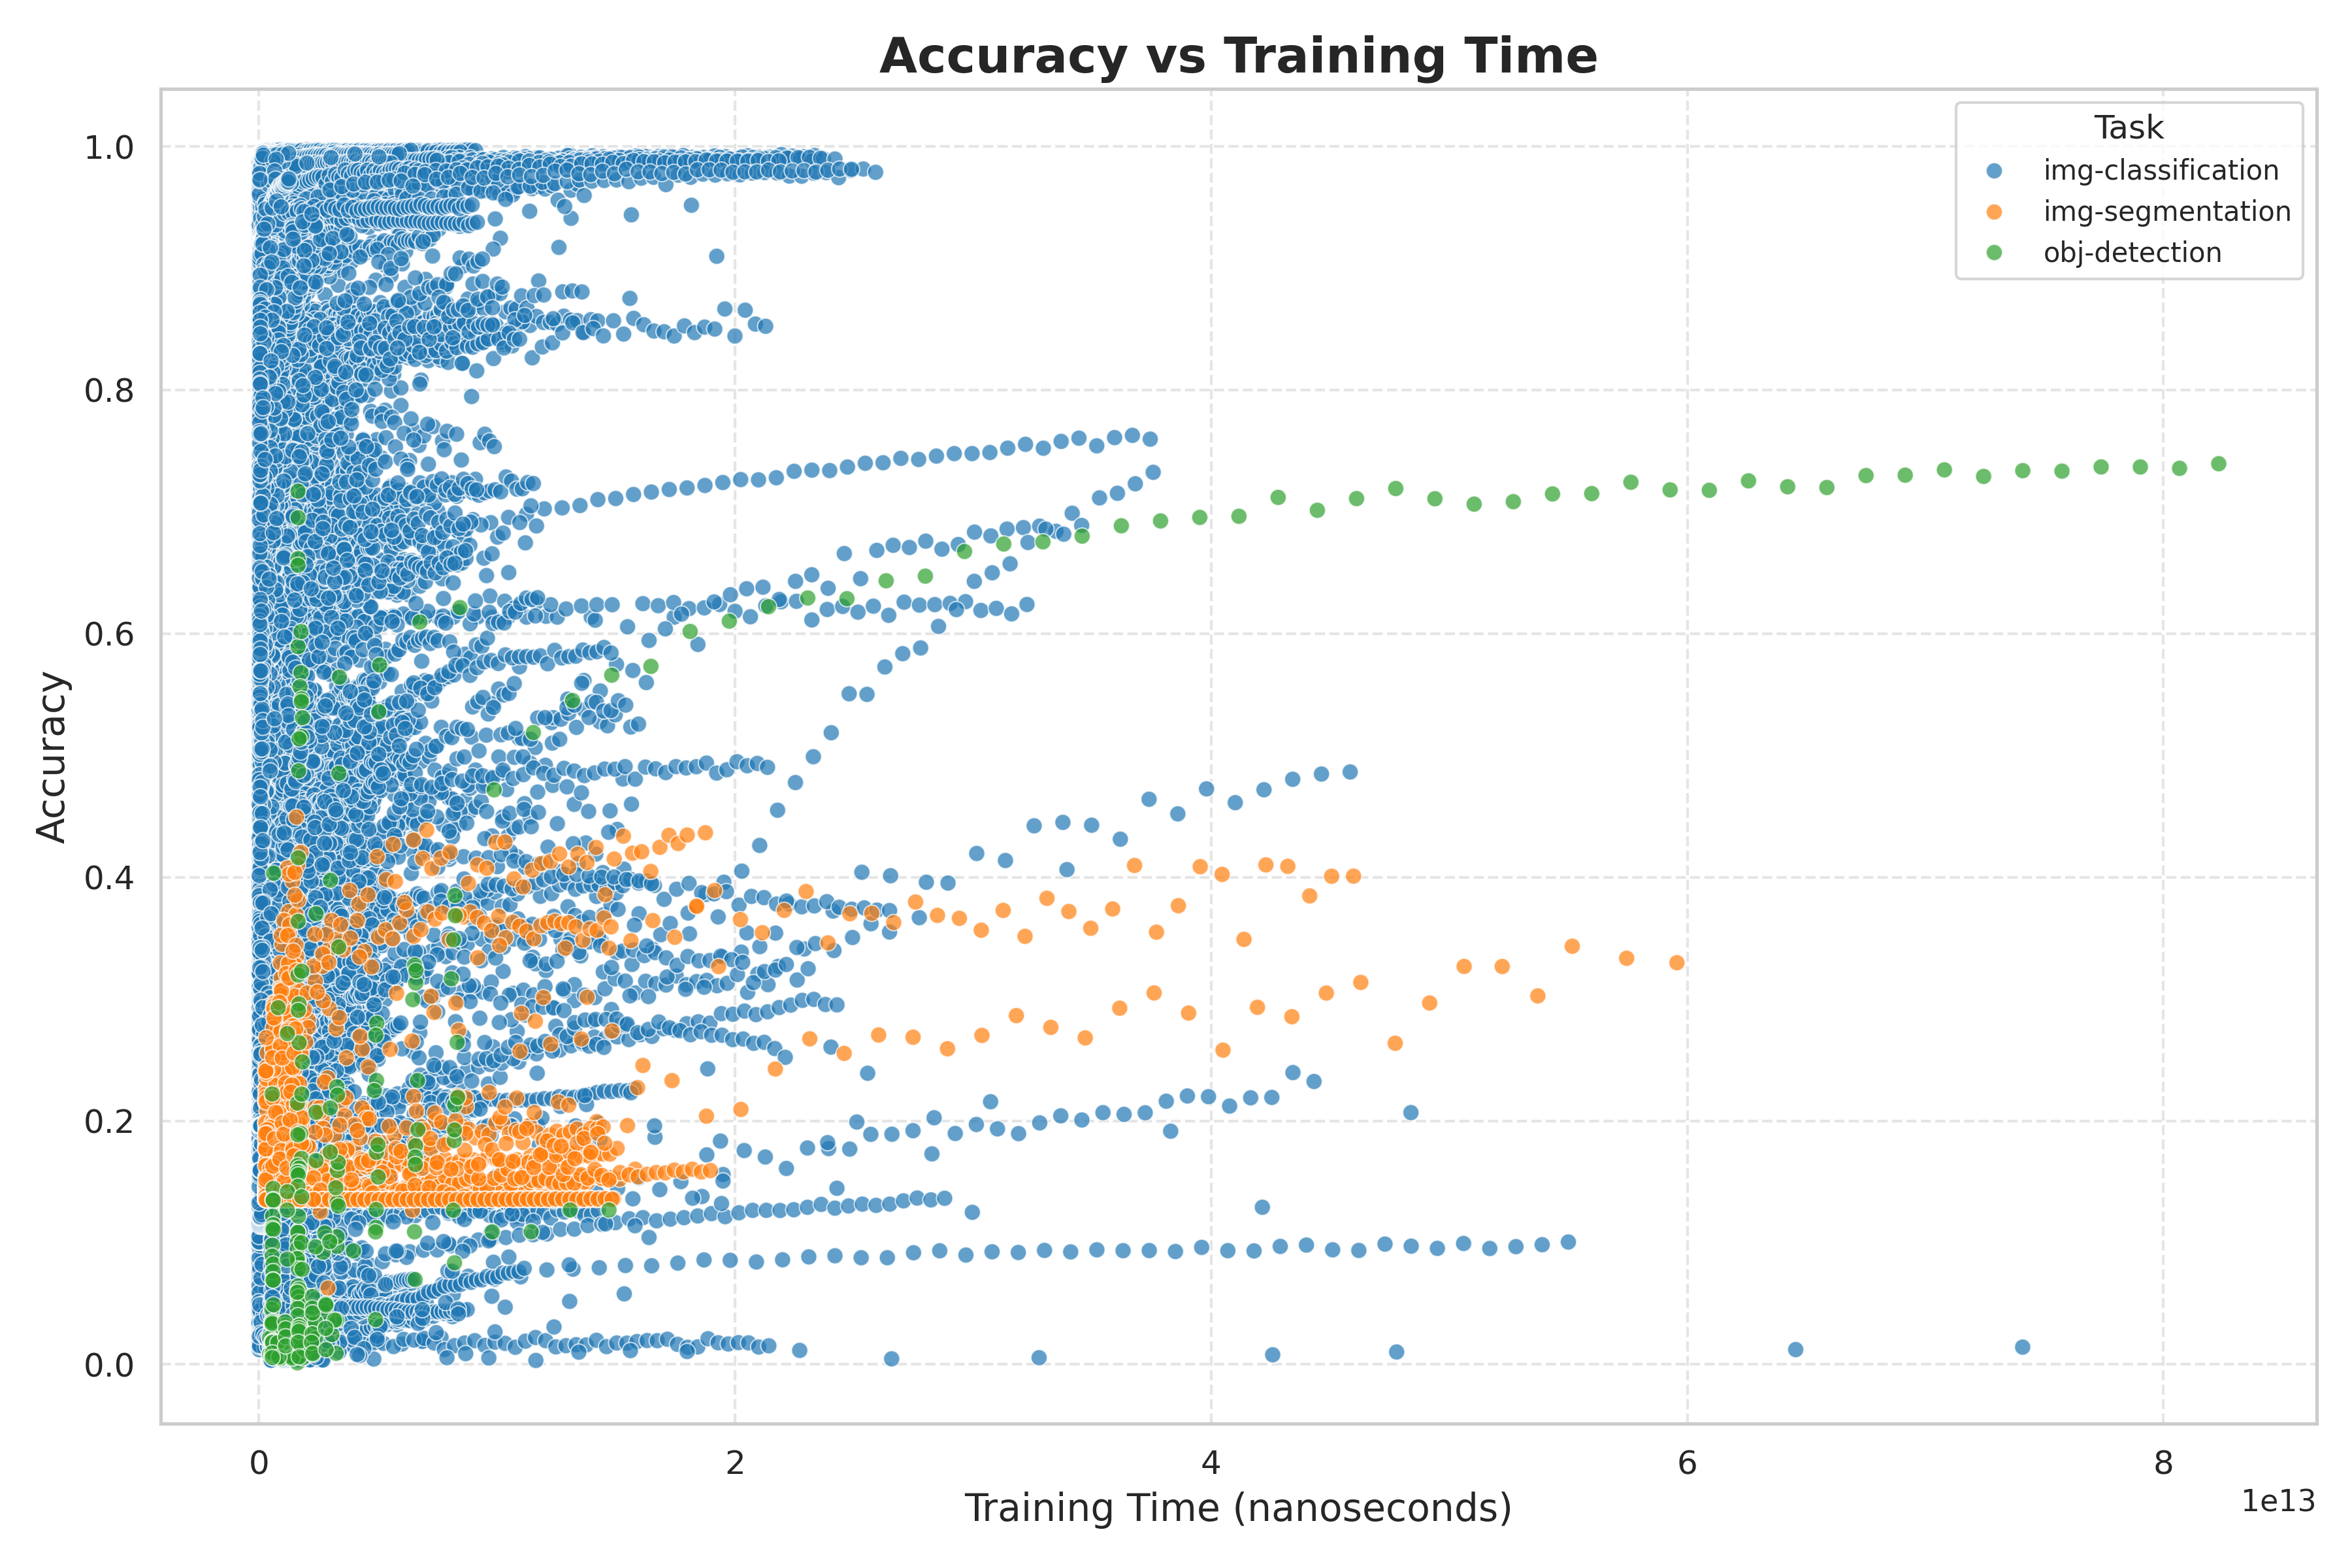 Accuracy vs Training Time
Task
img-classification
img-segmentation
obj-detection
1.0
0.8
0.6
0.4
0.2
0.0
Accuracy
0 2 4 6 8
1e13
Training Time (nanoseconds)